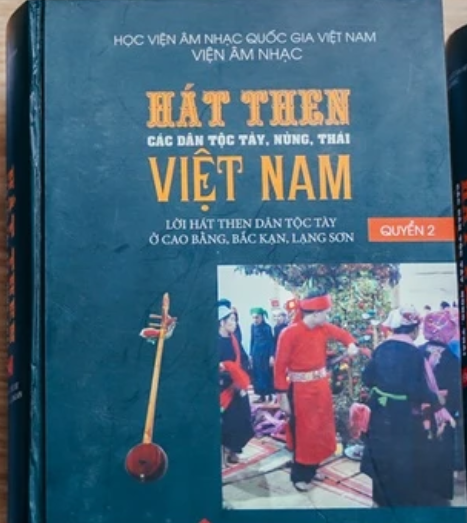 HỌC VIỆN ÂM NHẠC QUỐC GIA VIỆT NAM
VIỆN ÂM NHẠC
HÁT THEN
CÁC DÂN TỘC TÀY, NÙNG, THÁI
VIỆT NAM
LỜI HÁT THEN DÂN TỘC TÀY
Ở CAO BẰNG, BẮC KẠN, LẠNG SƠN
QUYỂN 2